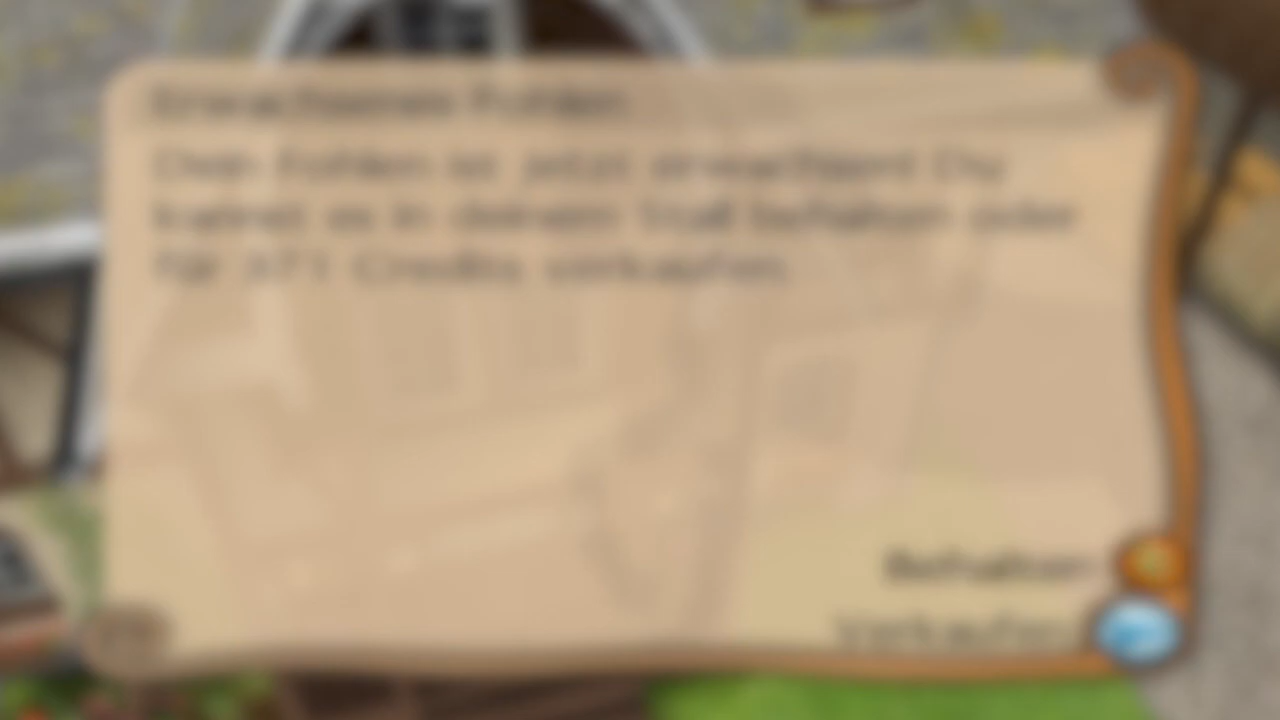 Erwachsenes Fohlen
Dein Fohlen ist jetzt erwachsen! Du
kannst es in deinem Stall behalten oder
für 371 Credits verkaufen.
Behalten
Verkaufen